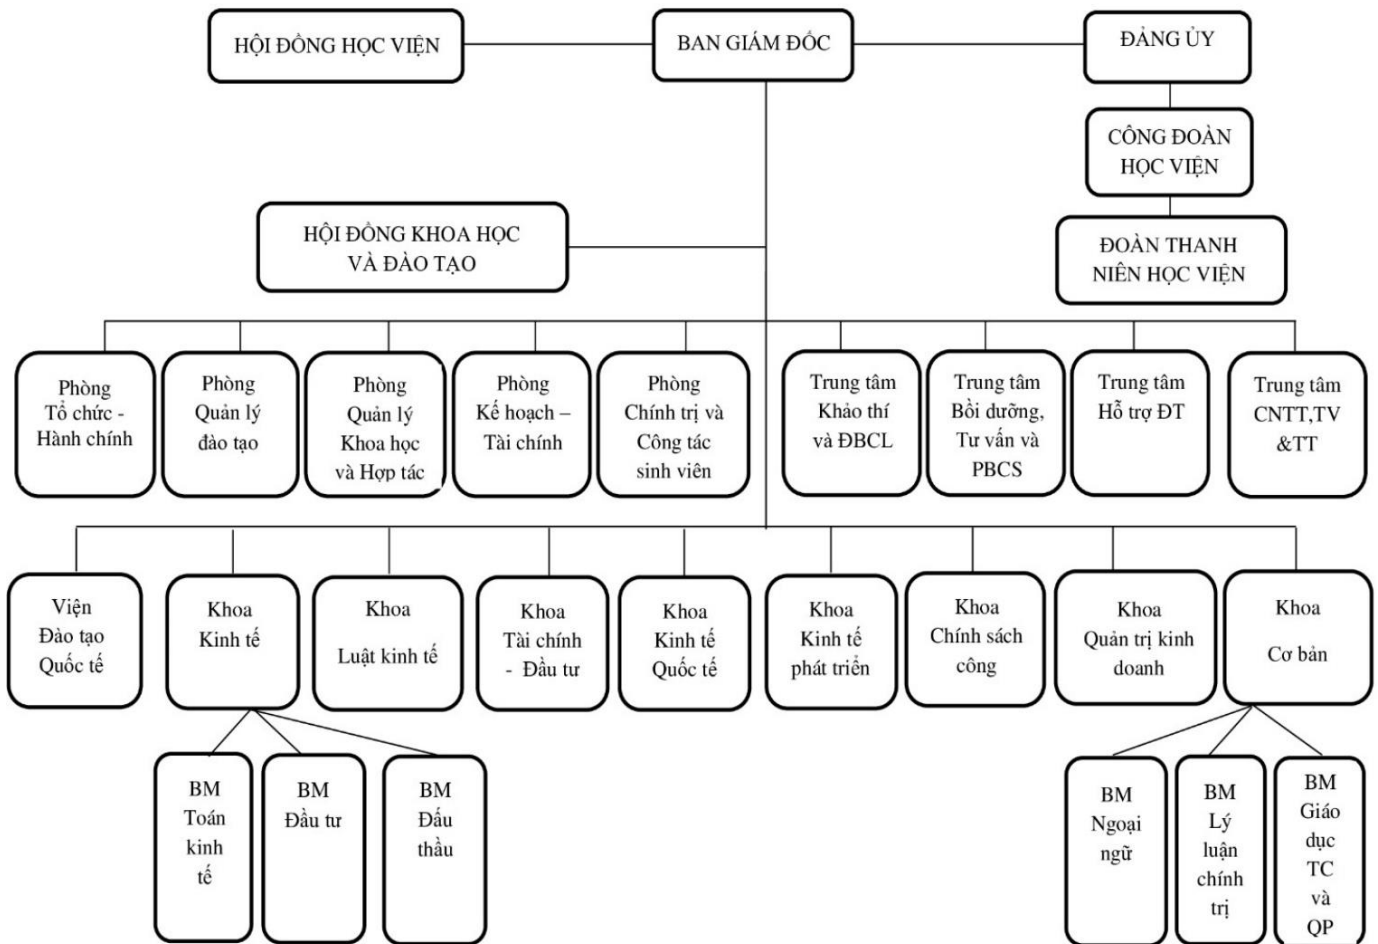 HỘI ĐỒNG HỌC VIỆN
BAN GIÁM ĐỐC
ĐẢNG ỦY
CÔNG ĐOÀN
HỌC VIỆN
HỘI ĐỒNG KHOA HỌC
VÀ ĐÀO TẠO
ĐOÀN THANH
NIÊN HỌC VIỆN
Phòng
Tổ chức -
Hành chính
Phòng
Quản lý
đào tạo
Phòng
Quản lý
Khoa học
và Hợp tác
Phòng
Kế hoạch –
Tài chính
Phòng
Chính trị và
Công tác
sinh viên
Trung tâm
Khảo thí
và ĐBCL
Trung tâm
Bồi dưỡng,
Tư vấn và
PBCS
Trung tâm
Hỗ trợ ĐT
Trung tâm
CNTT,TV
&TT
Viện
Đào tạo
Quốc tế
Khoa
Kinh tế
Khoa
Luật kinh tế
Khoa
Tài chính
- Đầu tư
Khoa
Kinh tế
Quốc tế
Khoa
Kinh tế
phát triển
Khoa
Chính sách
công
Khoa
Quản trị kinh
doanh
Khoa
Cơ bản
BM
Toán
kinh
tế
BM
Đầu tư
BM
Đấu
thầu
BM
Ngoại
ngữ
BM
Lý
luận
chính
trị
BM
Giáo
dục
TC
và
QP